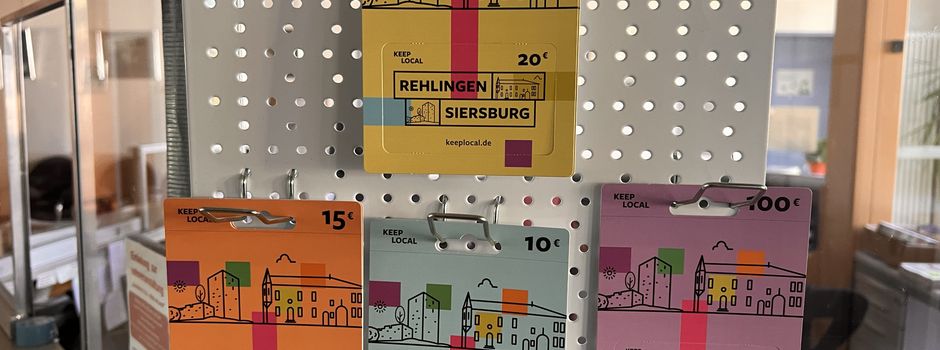 KEEP
LOCAL
20€
REHLINGEN
SIERSBURG
keeplocal.de
KEEP
LOCAL
15€
KEEP
LOCAL
10€
KEEP
LOCAL
100€